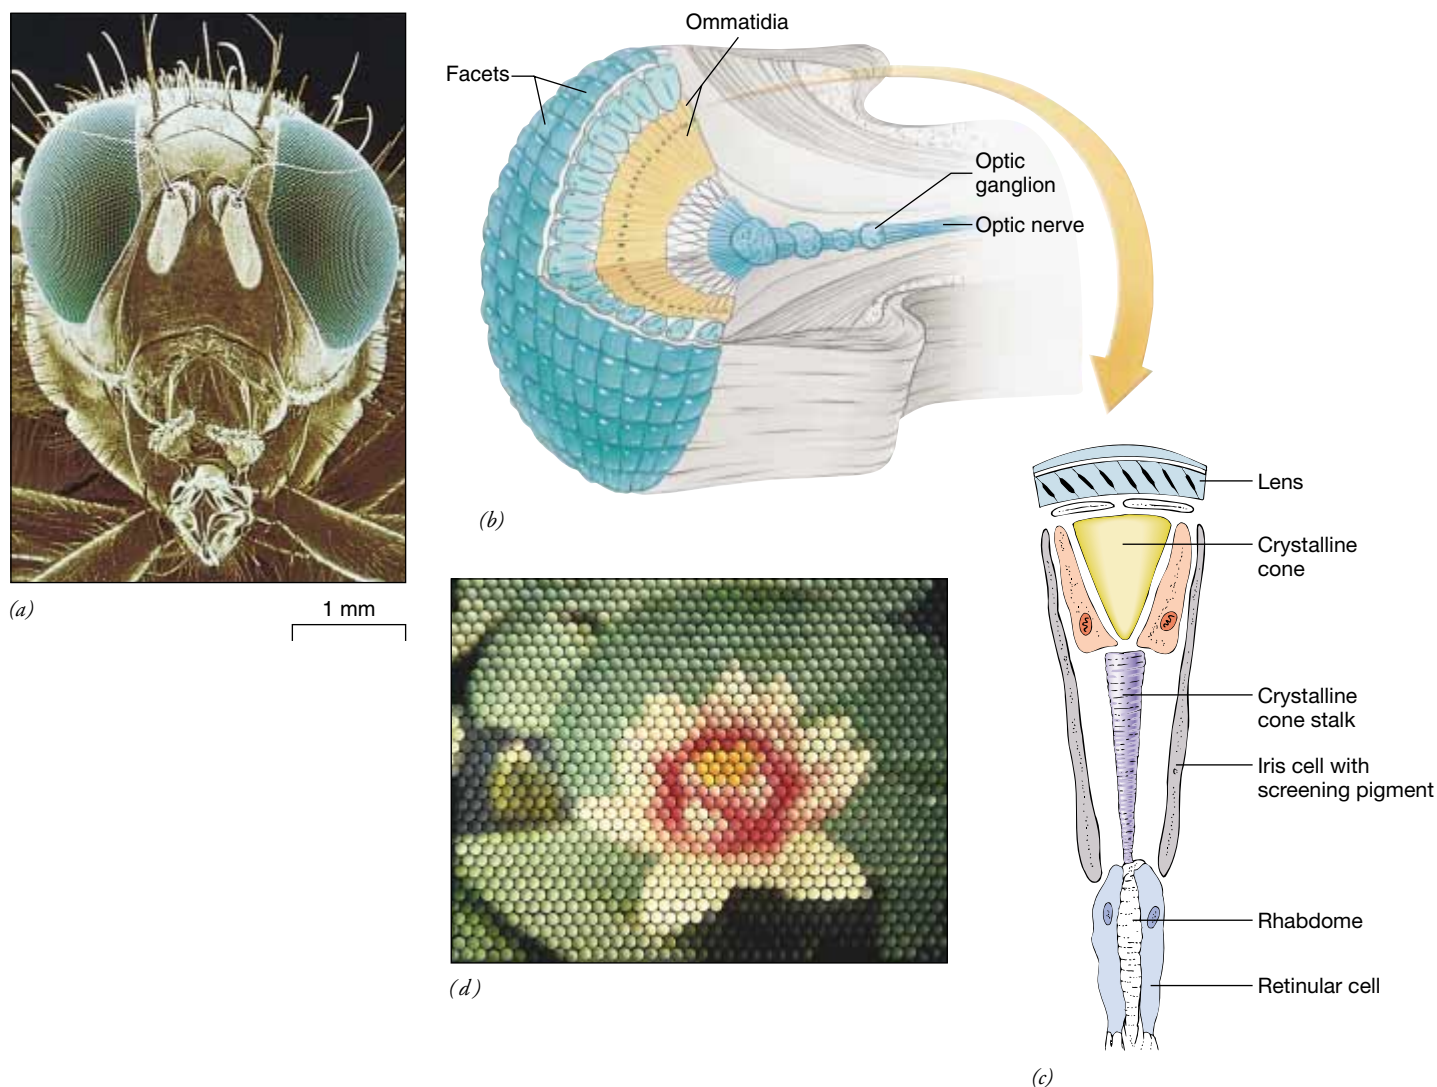 Ommatidia
Facets
Optic
ganglion
Optic nerve
(b)
(a)
1 mm
Lens
Crystalline
cone
Crystalline
cone stalk
Iris cell with
screening pigment
Rhabdome
Retinular cell
(d)
(c)